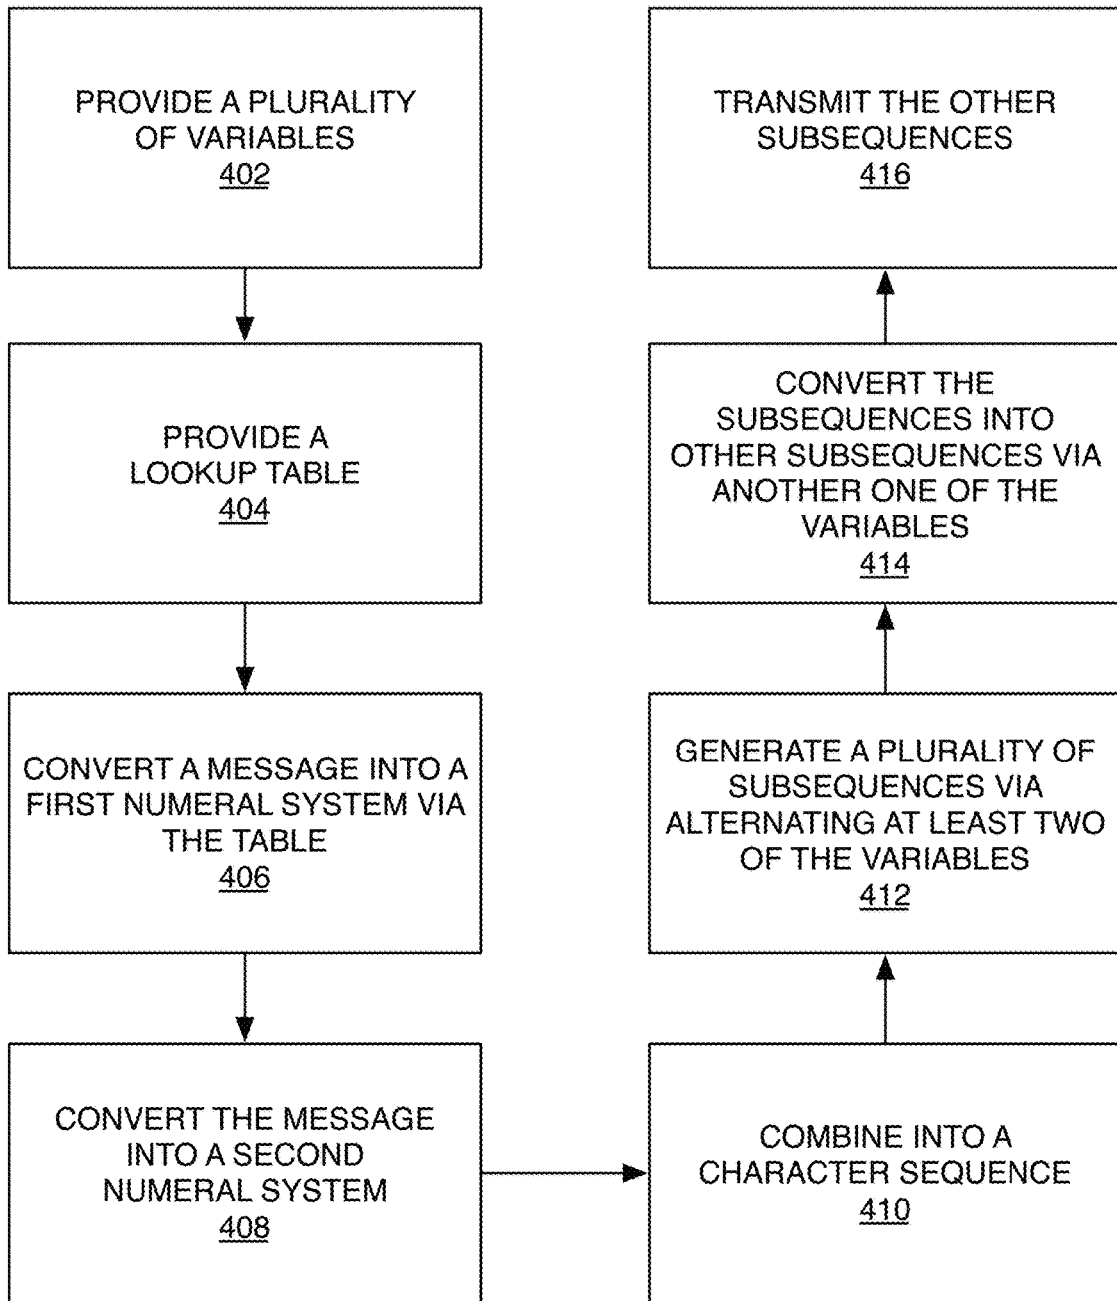 PROVIDE A PLURALITY
OF VARIABLES
402
PROVIDE A
LOOKUP TABLE
404
CONVERT A MESSAGE INTO A
FIRST NUMERAL SYSTEM VIA
THE TABLE
406
CONVERT THE MESSAGE
INTO A SECOND
NUMERAL SYSTEM
408
COMBINE INTO A
CHARACTER SEQUENCE
410
GENERATE A PLURALITY OF
SUBSEQUENCES VIA
ALTERNATING AT LEAST TWO
OF THE VARIABLES
412
CONVERT THE
SUBSEQUENCES INTO
OTHER SUBSEQUENCES VIA
ANOTHER ONE OF THE
VARIABLES
414
TRANSMIT THE OTHER
SUBSEQUENCES
416